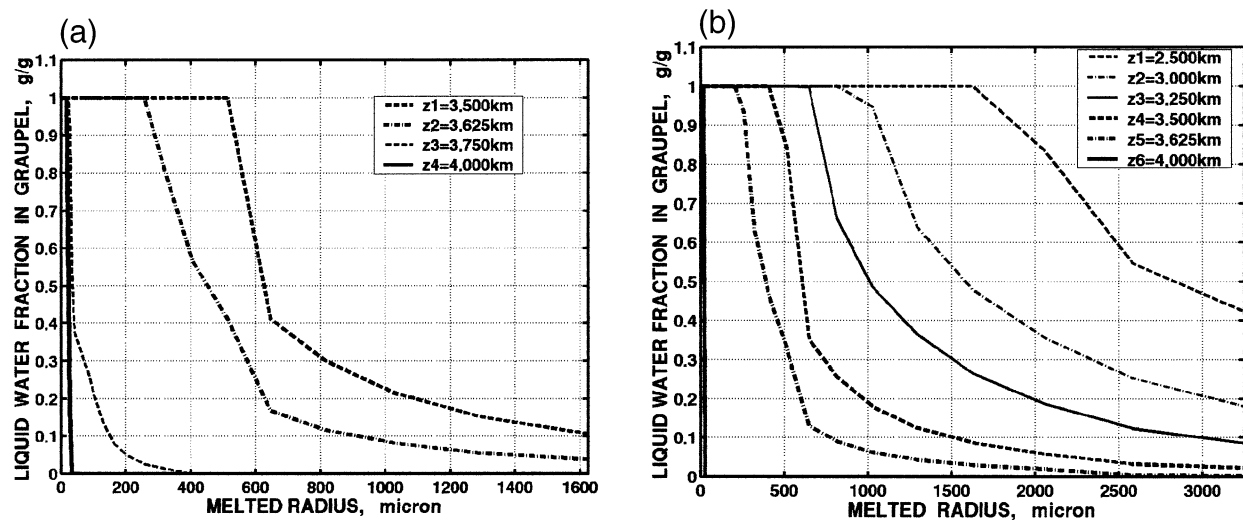 (a)
1.1
1
0.9
0.8
0.7
0.6
0.5
0.4
0.3
0.2
0.1
0
LIQUID WATER FRACTION IN GRAUPEL, g/g
z1=3,500km
z2=3.625km
z3=3,750km
z4=4.000km
0 200 400 600 800 1000 1200 1400 1600
MELTED RADIUS, micron
(b)
1.1
1
0.9
0.8
0.7
0.6
0.5
0.4
0.3
0.2
0.1
0
LIQUID WATER FRACTION IN GRAUPEL, g/g
z1=2.500km
z2=3.000km
z3=3.250km
z4=3.500km
z5=3.625km
z6=4.000km
0 500 1000 1500 2000 2500 3000
MELTED RADIUS, micron